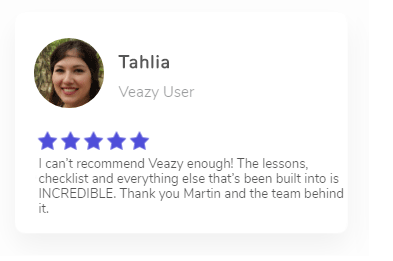 Tahlia
Veazy User
I can't recommend Veazy enough! The lessons,
checklist and everything else that's been built into is
INCREDIBLE. Thank you Martin and the team behind
it.